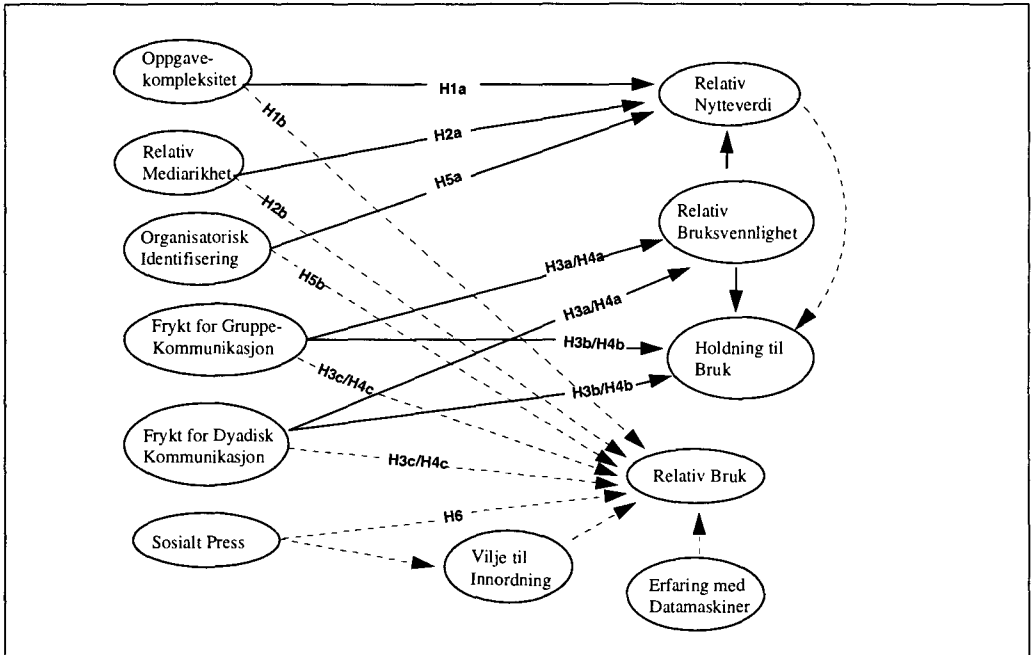 Oppgave-
kompleksitet
H1a
Relativ
Nytteverdi
H1b
Relativ
Mediarikhet
H2a
H2b
H5a
Organisatorisk
Identifisering
H5b
Relativ
Bruksvennlighet
H3a/H4a
H3a/H4a
Frykt for Gruppe-
Kommunikasjon
H3b/H4b
Holdning til
Bruk
H3c/H4c
H3b/H4b
Frykt for Dyadisk
Kommunikasjon
H3c/H4c
Relativ Bruk
H6
Sosialt Press
Vilje til
Innordning
Erfaring med
Datamaskiner